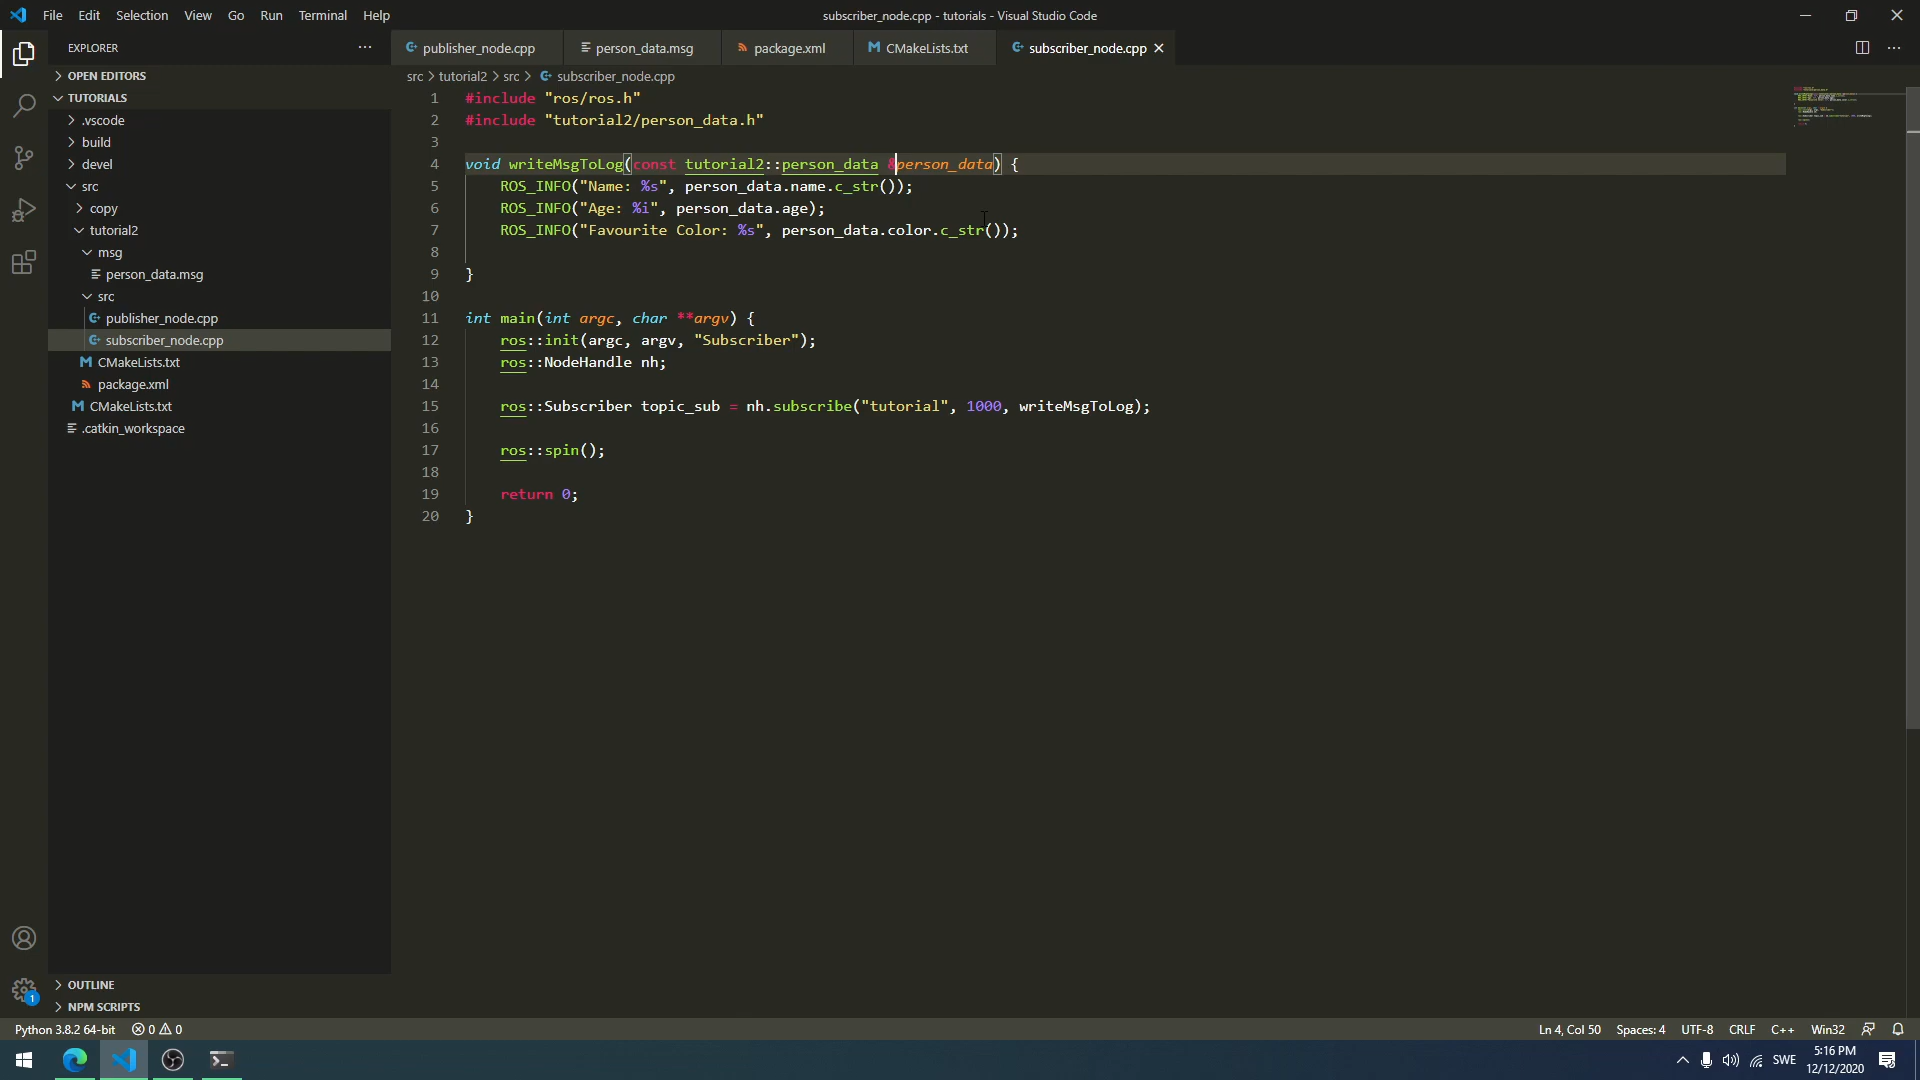 File Edit Selection View Go Run Terminal Help
subscriber_node.cpp - tutorials - Visual Studio Code
EXPLORER
publisher_node.cpp
person_data.msg
package.xml
CMakeLists.txt
subscriber_node.cpp
OPEN EDITORS
TUTORIALS
.vscode
build
devel
src
copy
tutorial2
msg
person_data.msg
src
publisher_node.cpp
subscriber_node.cpp
CMakeLists.txt
package.xml
CMakeLists.txt
.catkin_workspace
OUTLINE
NPM SCRIPTS
src > tutorial2 > src > subscriber_node.cpp
1 #include "ros/ros.h"
2 #include "tutorial2/person_data.h"
3
4 void writeMsgToLog(const tutorial2::person_data &person_data) {
5 ROS_INFO("Name: %s", person_data.name.c_str());
6 ROS_INFO("Age: %i", person_data.age);
7 ROS_INFO("Favourite Color: %s", person_data.color.c_str());
8
9 }
10
11 int main(int argc, char **argv) {
12 ros::init(argc, argv, "Subscriber");
13 ros::NodeHandle nh;
14
15 ros::Subscriber topic_sub = nh.subscribe("tutorial", 1000, writeMsgToLog);
16
17 ros::spin();
18
19 return 0;
20 }
1
Python 3.8.2 64-bit 0 0
Ln 4, Col 50 Spaces: 4 UTF-8 CRLF C++ Win32
SWE
5:16 PM
12/12/2020